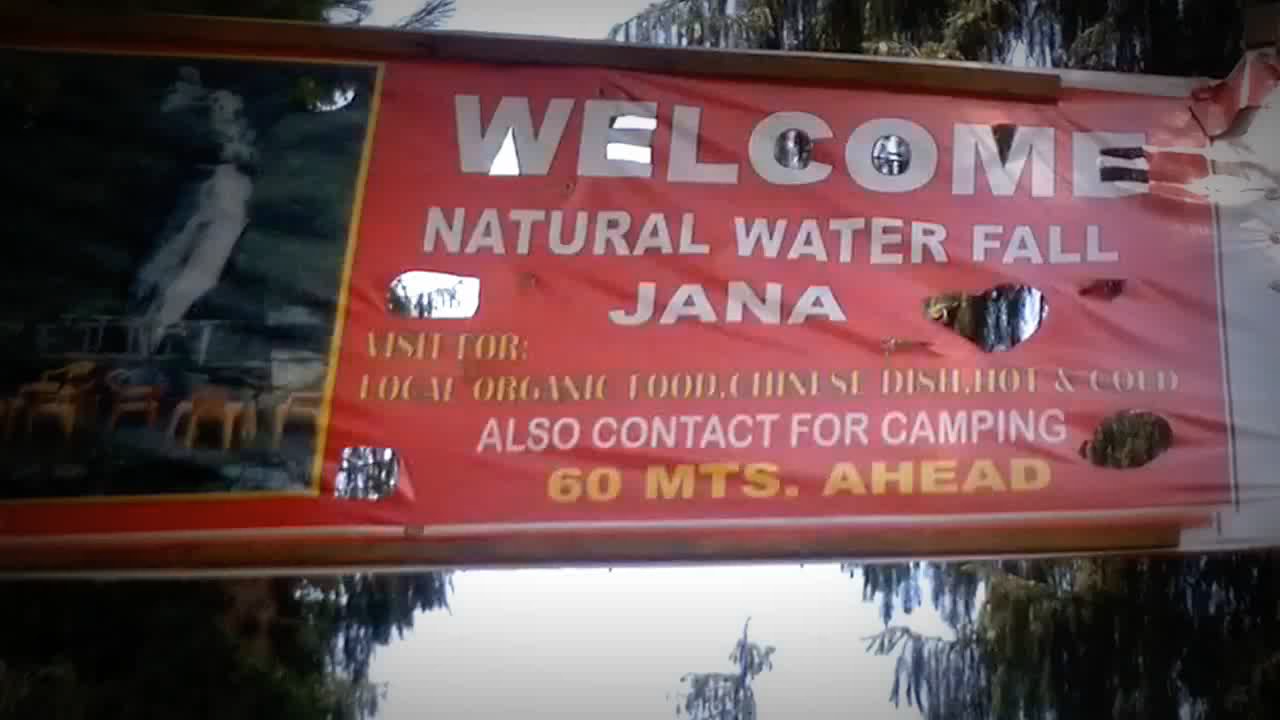 WELCOME
NATURAL WATER FALL
JANA
VISIT FOR:
LOCAL ORGANIC FOOD,CHINESE DISH,HOT & COLD
ALSO CONTACT FOR CAMPING
60 MTS. AHEAD